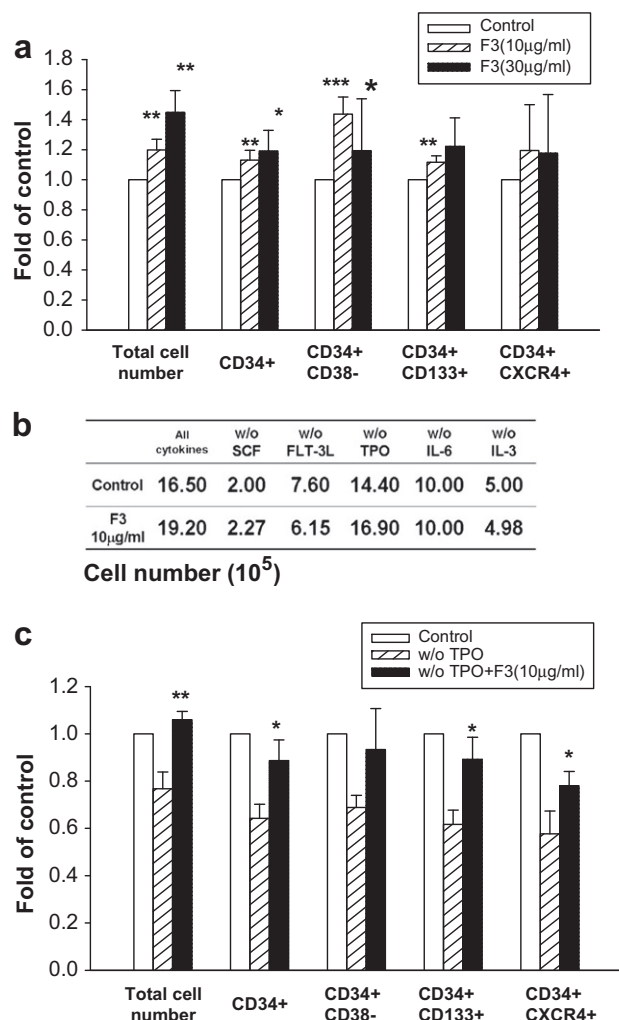 a
Control
F3(10μg/ml)
F3(30μg/ml)
Fold of control
1.8
1.6
1.4
1.2
1.0
0.8
0.6
0.4
0.2
0.0
** ** ** * *** * **
Total cell number
CD34+
CD34+ CD38-
CD34+ CD133+
CD34+ CXCR4+
b
All cytokines w/o SCF w/o FLT-3L w/o TPO w/o IL-6 w/o IL-3
Control 16.50 2.00 7.60 14.40 10.00 5.00
F3 10μg/ml 19.20 2.27 6.15 16.90 10.00 4.98
Cell number (10^5)
c
Control
w/o TPO
w/o TPO+F3(10μg/ml)
Fold of control
1.2
1.0
0.8
0.6
0.4
0.2
0.0
** * * *
Total cell number
CD34+
CD34+ CD38-
CD34+ CD133+
CD34+ CXCR4+